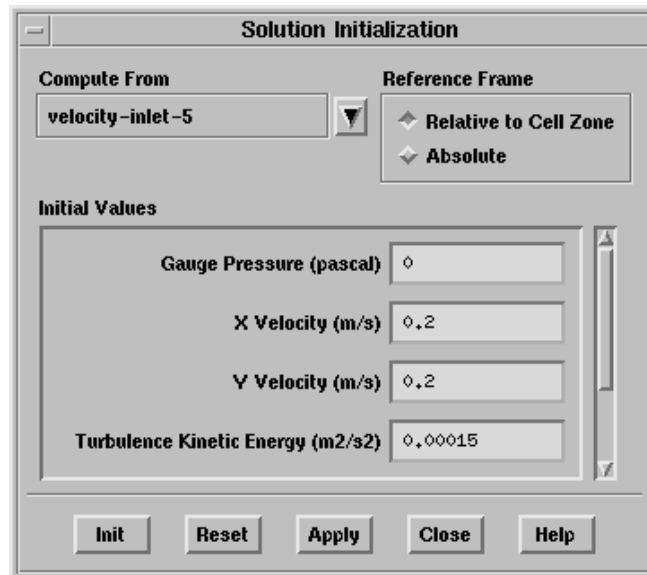 Solution Initialization
Compute From
velocity-inlet-5
Reference Frame
Relative to Cell Zone
Absolute
Initial Values
Gauge Pressure (pascal) 0
X Velocity (m/s) 0.2
Y Velocity (m/s) 0.2
Turbulence Kinetic Energy (m2/s2) 0.00015
Init Reset Apply Close Help